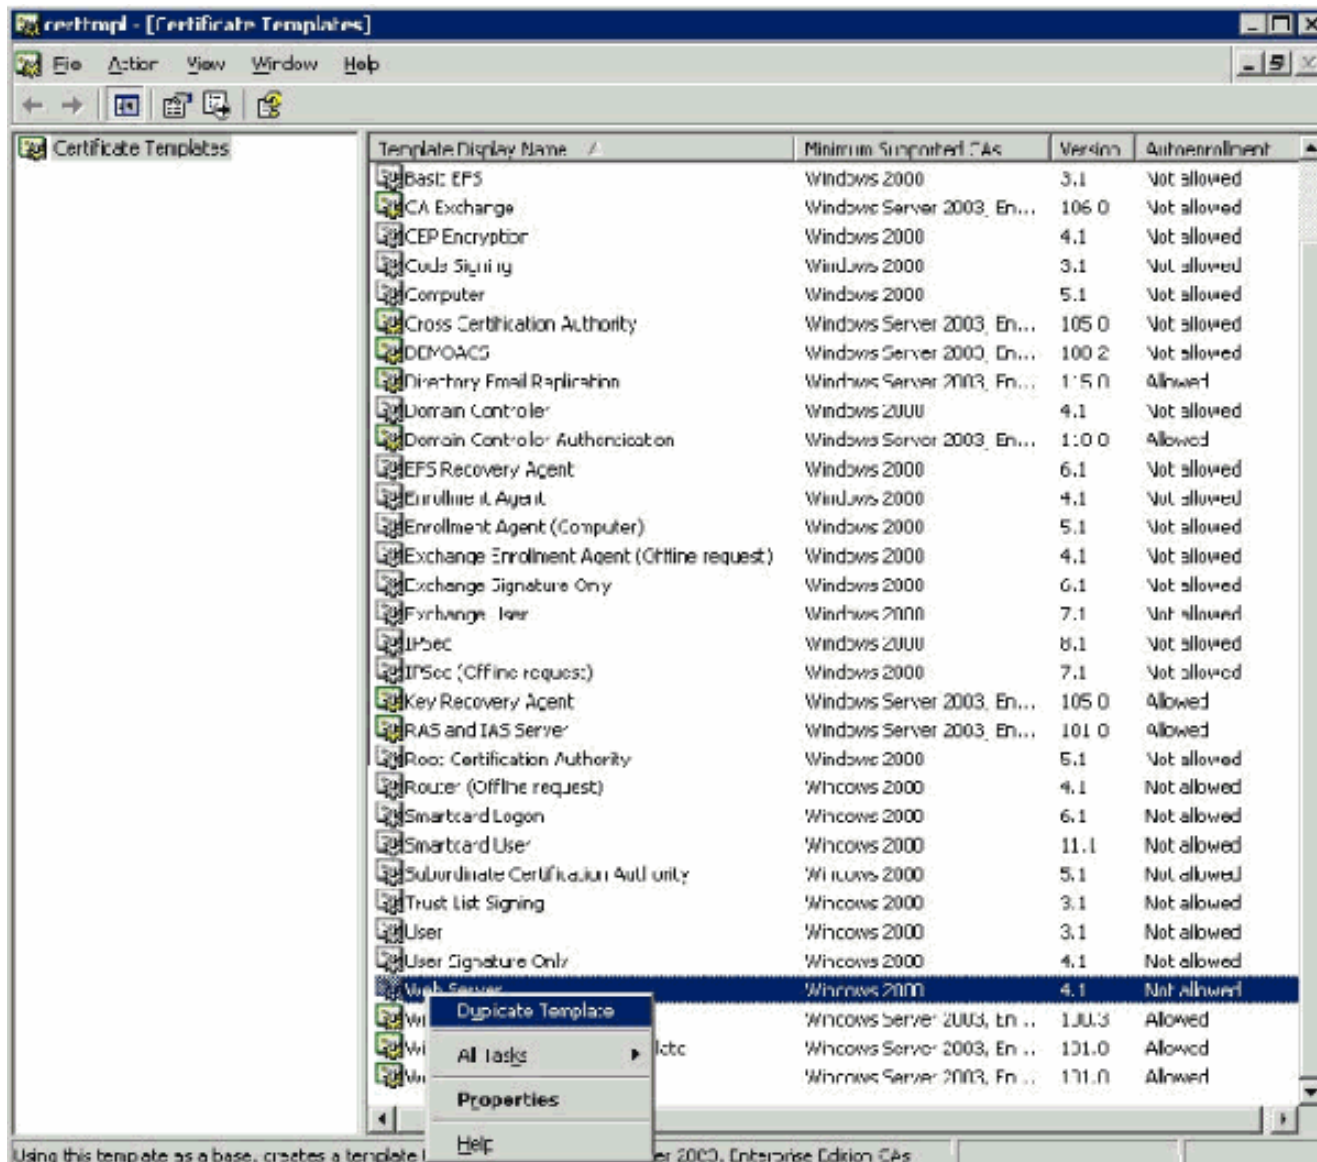 certtmpl - [Certificate Templates]
File Action View Window Help
Certificate Templates
Template Display Name Minimum Supported CAs Version Autoenrollment
Basic EFS Windows 2000 3.1 Not allowed
CA Exchange Windows Server 2003, En... 106.0 Not allowed
CEP Encryption Windows 2000 4.1 Not allowed
Code Signing Windows 2000 3.1 Not allowed
Computer Windows 2000 5.1 Not allowed
Cross Certification Authority Windows Server 2003, En... 105.0 Not allowed
DEMOACS Windows Server 2003, En... 100.2 Not allowed
Directory Email Replication Windows Server 2003, En... 115.0 Allowed
Domain Controller Windows 2000 4.1 Not allowed
Domain Controller Authentication Windows Server 2003, En... 110.0 Allowed
EFS Recovery Agent Windows 2000 6.1 Not allowed
Enrollment Agent Windows 2000 4.1 Not allowed
Enrollment Agent (Computer) Windows 2000 5.1 Not allowed
Exchange Enrollment Agent (Offline request) Windows 2000 4.1 Not allowed
Exchange Signature Only Windows 2000 6.1 Not allowed
Exchange User Windows 2000 7.1 Not allowed
IPSec Windows 2000 8.1 Not allowed
IPSec (Offline request) Windows 2000 7.1 Not allowed
Key Recovery Agent Windows Server 2003, En... 105.0 Allowed
RAS and IAS Server Windows Server 2003, En... 101.0 Allowed
Root Certification Authority Windows 2000 5.1 Not allowed
Router (Offline request) Windows 2000 4.1 Not allowed
Smartcard Logon Windows 2000 6.1 Not allowed
Smartcard User Windows 2000 11.1 Not allowed
Subordinate Certification Authority Windows 2000 5.1 Not allowed
Trust List Signing Windows 2000 3.1 Not allowed
User Windows 2000 3.1 Not allowed
User Signature Only Windows 2000 4.1 Not allowed
Web Server Windows 2000 4.1 Not allowed
Windows Server 2003, En... 100.3 Allowed
Windows Server 2003, En... 101.0 Allowed
Windows Server 2003, En... 101.0 Allowed
Duplicate Template
All Tasks
Properties
Help
Using this template as a base, creates a template er 2003, Enterprise Edition CAs